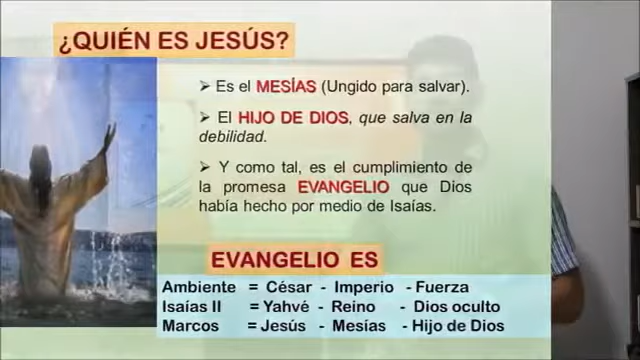 ¿QUIÉN ES JESÚS?
➢ Es el MESÍAS (Ungido para salvar).
➢ El HIJO DE DIOS, que salva en la
debilidad.
➢ Y como tal, es el cumplimiento de
la promesa EVANGELIO que Dios
había hecho por medio de Isaías.
EVANGELIO ES
Ambiente = César - Imperio - Fuerza
Isaías II = Yahvé - Reino - Dios oculto
Marcos = Jesús - Mesías - Hijo de Dios